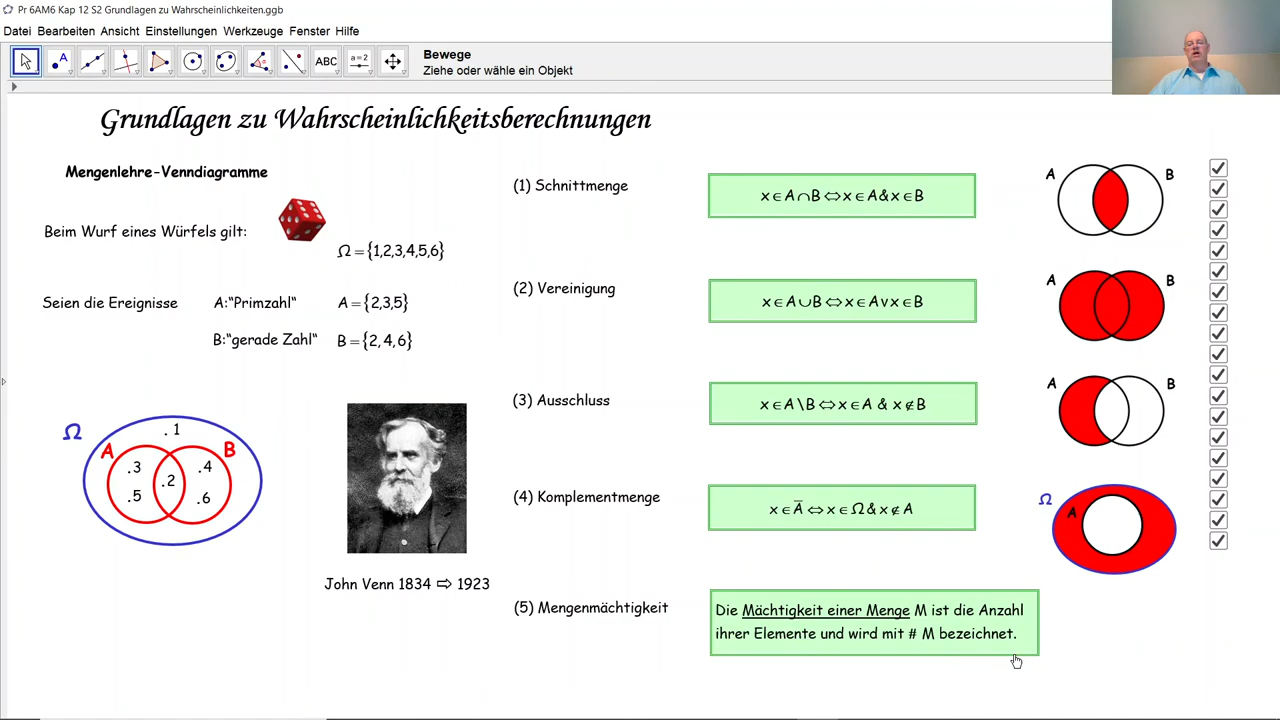 Pr 6AM6 Kap 12 S2 Grundlagen zu Wahrscheinlichkeiten.ggb
Datei Bearbeiten Ansicht Einstellungen Werkzeuge Fenster Hilfe
A
ABC
a=2
Bewege
Ziehe oder wähle ein Objekt
Grundlagen zu Wahrscheinlichkeitsberechnungen
Mengenlehre-Venndiagramme
Beim Wurf eines Würfels gilt:
Ω={1,2,3,4,5,6}
Seien die Ereignisse A:“Primzahl“ A={2,3,5}
B:“gerade Zahl“ B={2,4,6}
Ω
A
B
. 1
.3
.4
.2
.5
.6
John Venn 1834 ⇨ 1923
(1) Schnittmenge
x∈A∩B⇔x∈A&x∈B
A B
(2) Vereinigung
x∈A∪B⇔x∈A∨x∈B
A B
(3) Ausschluss
x∈A\B⇔x∈A & x∉B
A B
(4) Komplementmenge
x∈A̅⇔x∈Ω&x∉A
Ω
A
(5) Mengenmächtigkeit
Die Mächtigkeit einer Menge M ist die Anzahl
ihrer Elemente und wird mit # M bezeichnet.